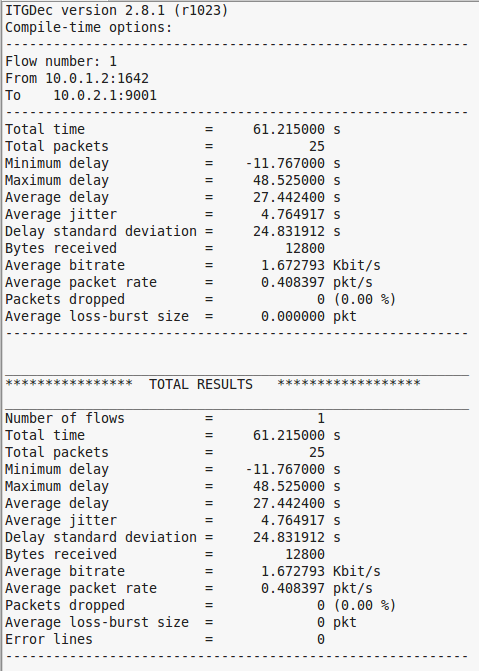 ITGDec version 2.8.1 (r1023)
Compile-time options:
----------------------------------------------------------
Flow number: 1
From 10.0.1.2:1642
To    10.0.2.1:9001
----------------------------------------------------------
Total time               =     61.215000 s
Total packets            =            25
Minimum delay            =    -11.767000 s
Maximum delay            =     48.525000 s
Average delay            =     27.442400 s
Average jitter           =      4.764917 s
Delay standard deviation =     24.831912 s
Bytes received           =         12800
Average bitrate          =      1.672793 Kbit/s
Average packet rate      =      0.408397 pkt/s
Packets dropped          =             0 (0.00 %)
Average loss-burst size  =      0.000000 pkt
----------------------------------------------------------
__________________________________________________________
****************  TOTAL RESULTS   ******************
__________________________________________________________
Number of flows          =             1
Total time               =     61.215000 s
Total packets            =            25
Minimum delay            =    -11.767000 s
Maximum delay            =     48.525000 s
Average delay            =     27.442400 s
Average jitter           =      4.764917 s
Delay standard deviation =     24.831912 s
Bytes received           =         12800
Average bitrate          =      1.672793 Kbit/s
Average packet rate      =      0.408397 pkt/s
Packets dropped          =             0 (0.00 %)
Average loss-burst size  =             0 pkt
Error lines              =             0
----------------------------------------------------------